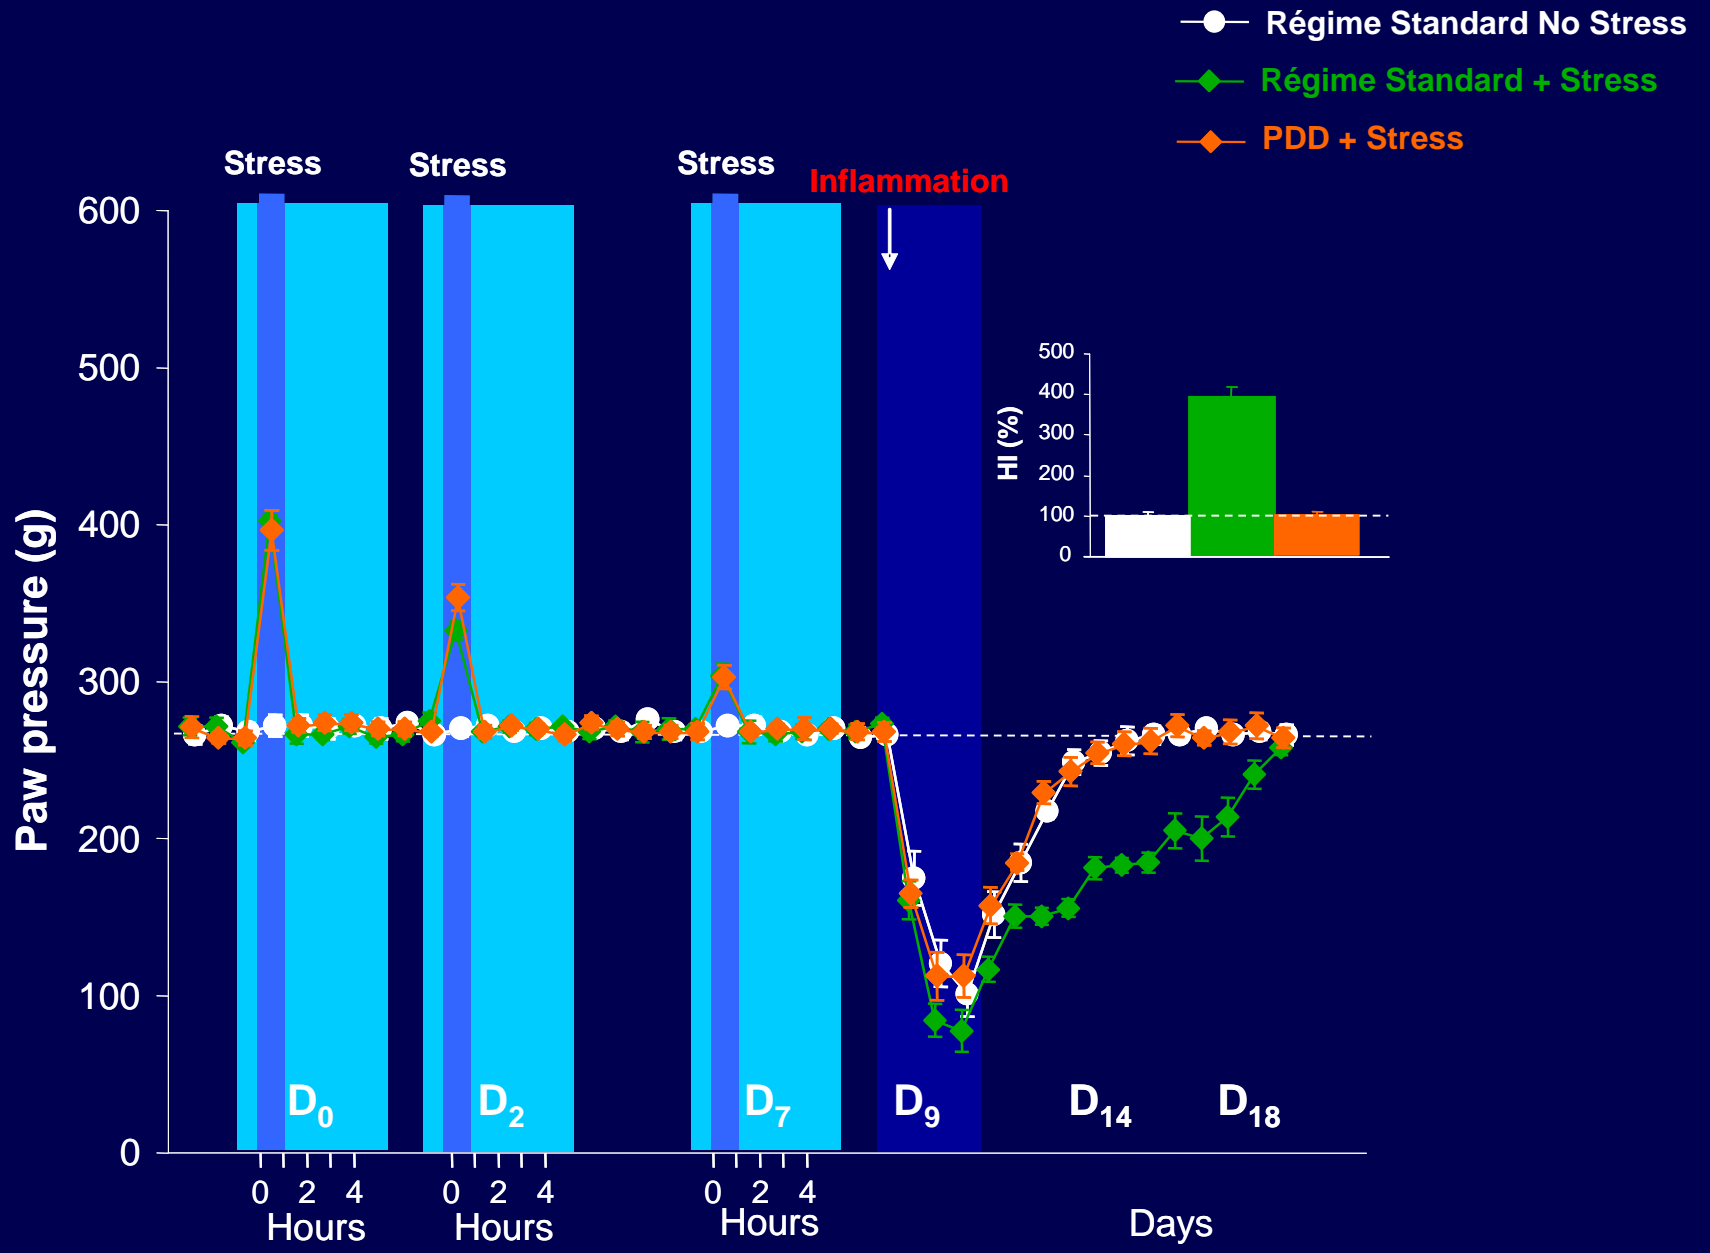 Régime Standard No Stress
Régime Standard + Stress
PDD + Stress
Stress
Stress
Stress
Inflammation
600
500
400
300
200
100
0
Paw pressure (g)
500
400
300
200
100
0
HI (%)
D0
D2
D7
D9
D14
D18
0 2 4
0 2 4
0 2 4
Hours
Hours
Hours
Days